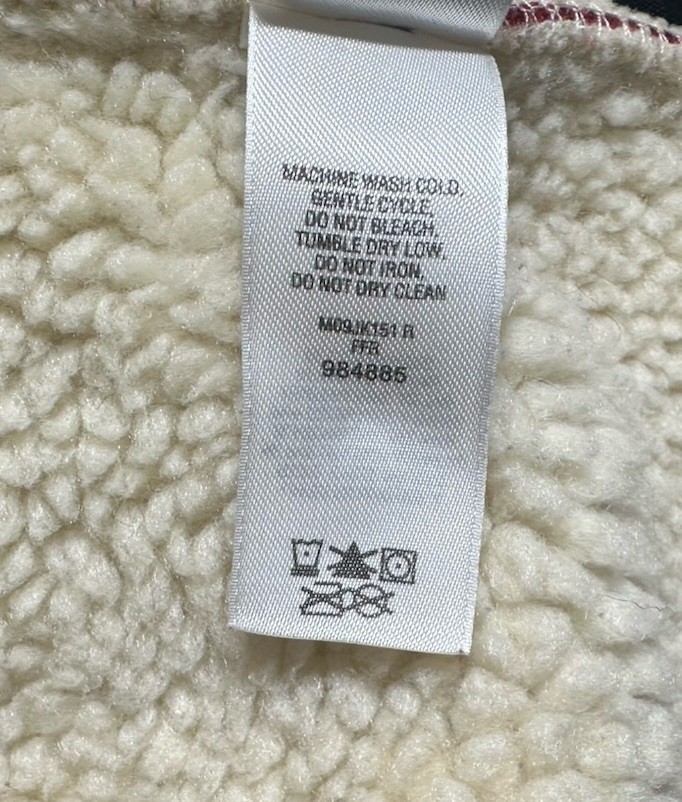 MACHINE WASH COLD.
GENTLE CYCLE.
DO NOT BLEACH.
TUMBLE DRY LOW.
DO NOT IRON.
DO NOT DRY CLEAN
M09JK151 R
FFR
984885